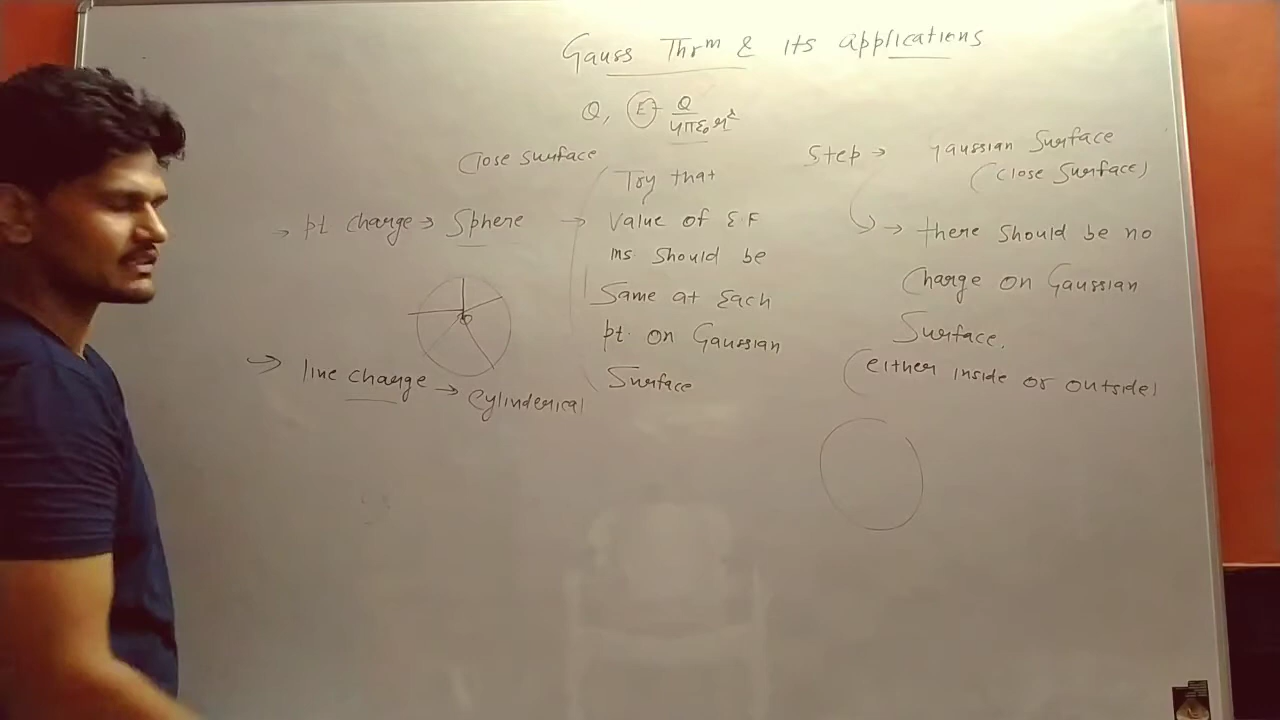 Gauss Thrm & its applications
Q, E = Q / 4πε₀r²
Close surface
→ pt charge → Sphere →
Try that
Value of E.F
ms should be
Same at Each
pt. on Gaussian
Surface
→ line charge → Cylinderical
Step → gaussian Surface
(Close Surface)
→ there should be no
Charge on Gaussian
Surface.
(either inside or outside)